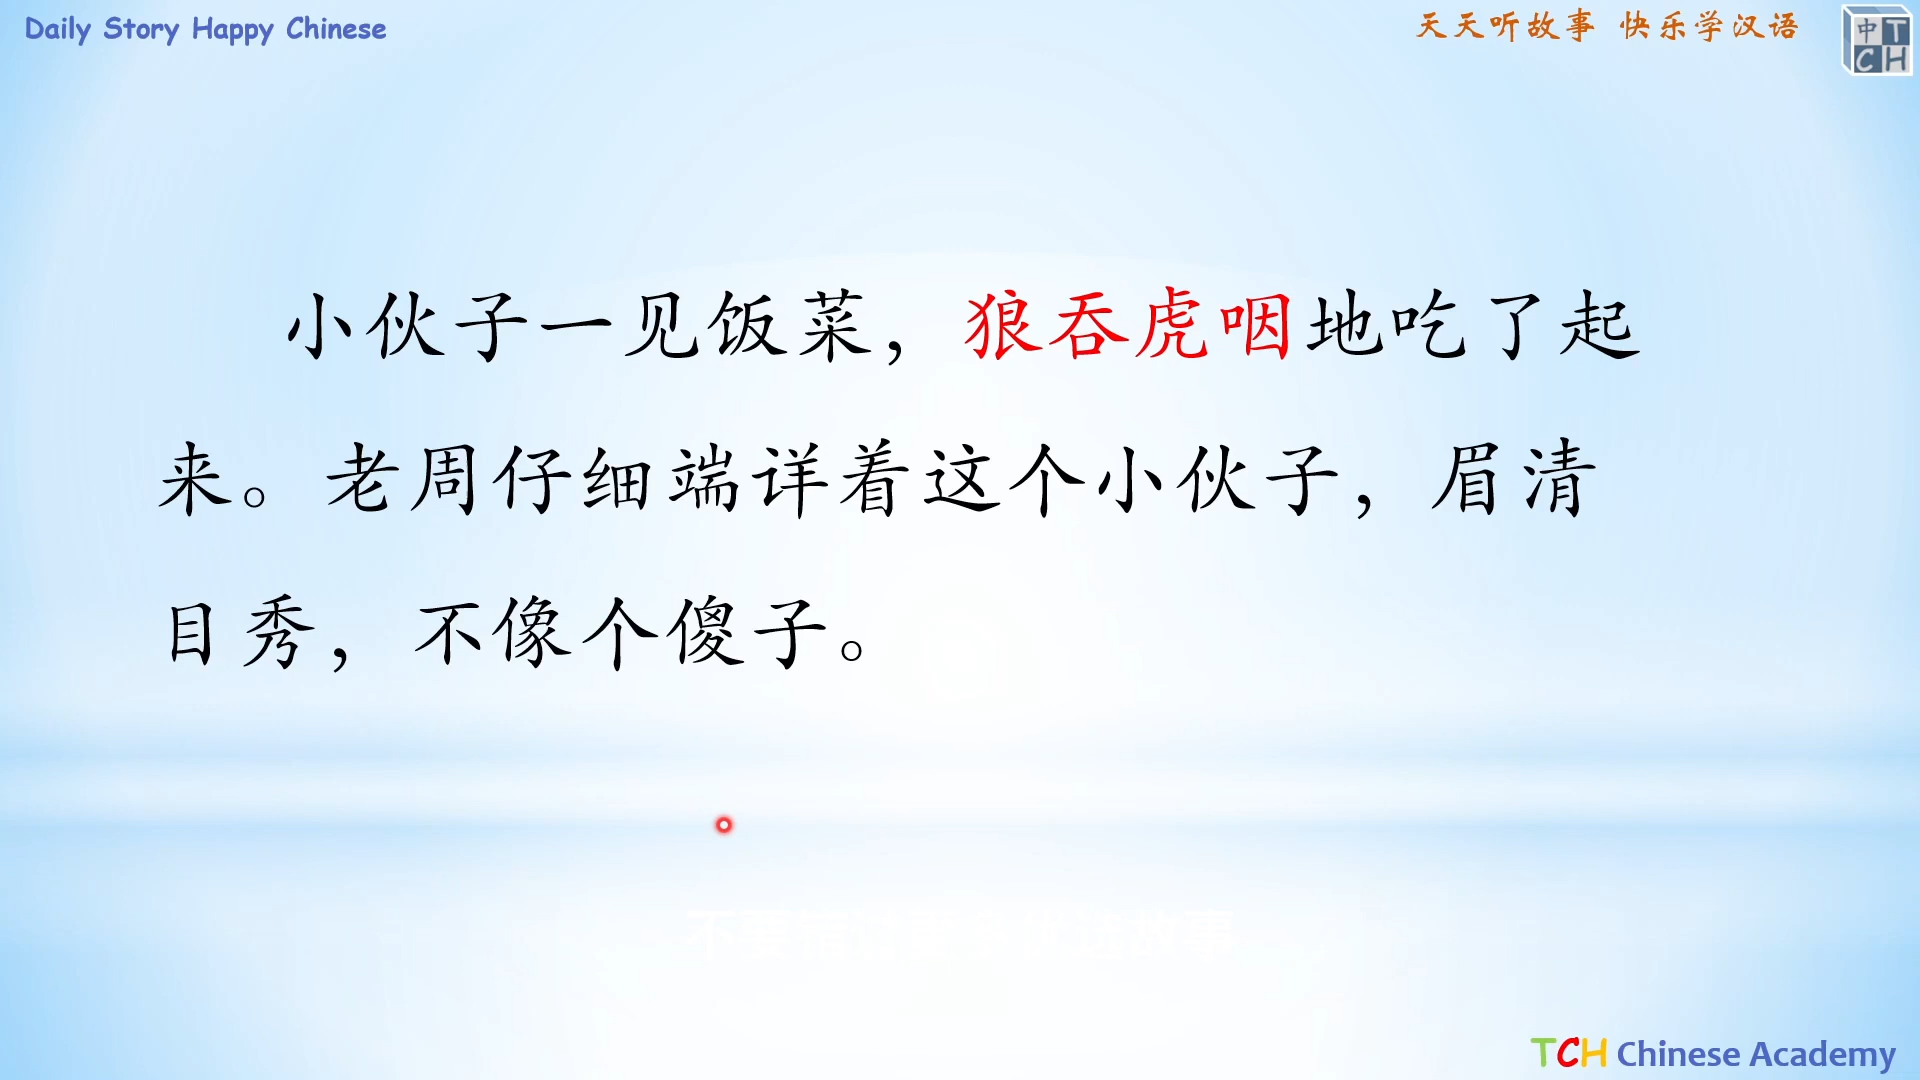 Daily Story Happy Chinese
天天听故事 快乐学汉语
中T
CH
小伙子一见饭菜，狼吞虎咽地吃了起
来。老周仔细端详着这个小伙子，眉清
目秀，不像个傻子。
TCH Chinese Academy